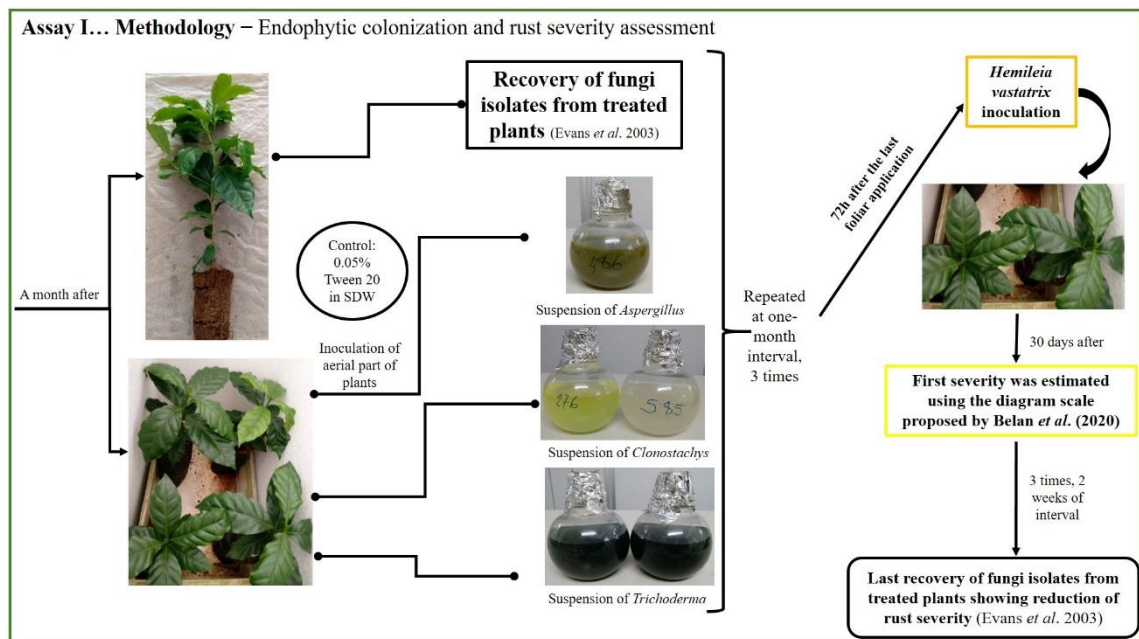 Assay I… Methodology – Endophytic colonization and rust severity assessment
A month after
Recovery of
fungi isolates
from treated
plants (Evans et al. 2003)
Control:
0.05%
Tween 20
in SDW
Inoculation of
aerial part of
plants
486
Suspension of Aspergillus
276
585
Suspension of Clonostachys
Suspension of Trichoderma
Repeated
at one-
month
interval,
3 times
72h after the last
foliar application
Hemileia
vastatrix
inoculation
30 days after
First severity was estimated
using the diagram scale
proposed by Belan et al. (2020)
3 times, 2
weeks of
interval
Last recovery of fungi isolates from
treated plants showing reduction of
rust severity (Evans et al. 2003)